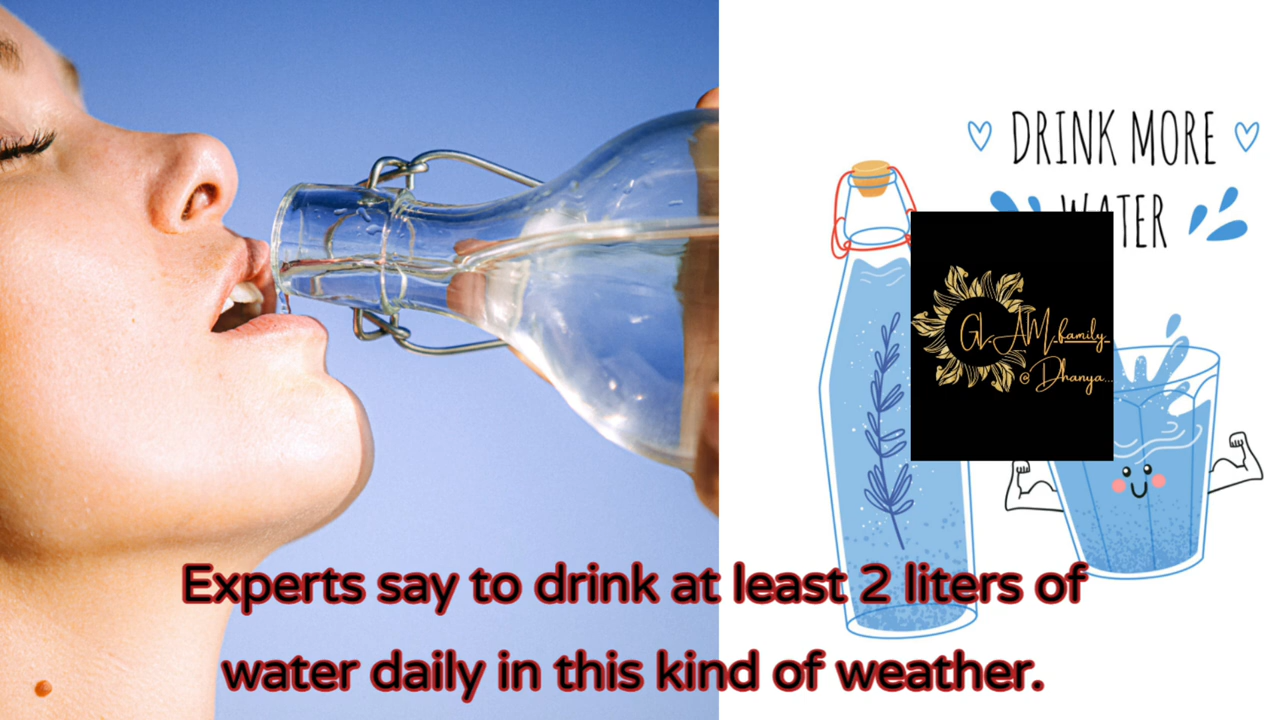 DRINK MORE
WATER
GLAM family
@ Dhanya...
Experts say to drink at least 2 liters of
water daily in this kind of weather.